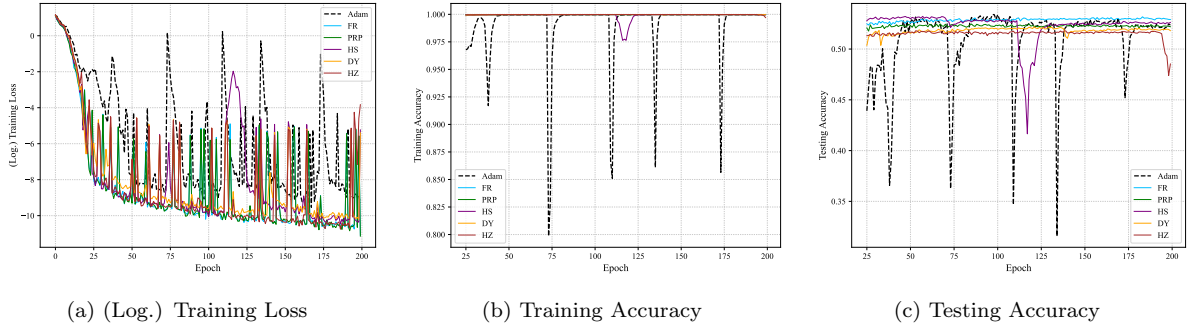 0
−2
−4
−6
−8
−10
(Log.) Training Loss
0
25
50
75
100
125
150
175
200
Epoch
Adam
FR
PRP
HS
DY
HZ
1.000
0.975
0.950
0.925
0.900
0.875
0.850
0.825
0.800
Training Accuracy
25
50
75
100
125
150
175
200
Epoch
Adam
FR
PRP
HS
DY
HZ
0.50
0.45
0.40
0.35
Testing Accuracy
25
50
75
100
125
150
175
200
Epoch
Adam
FR
PRP
HS
DY
HZ
(a) (Log.) Training Loss
(b) Training Accuracy
(c) Testing Accuracy